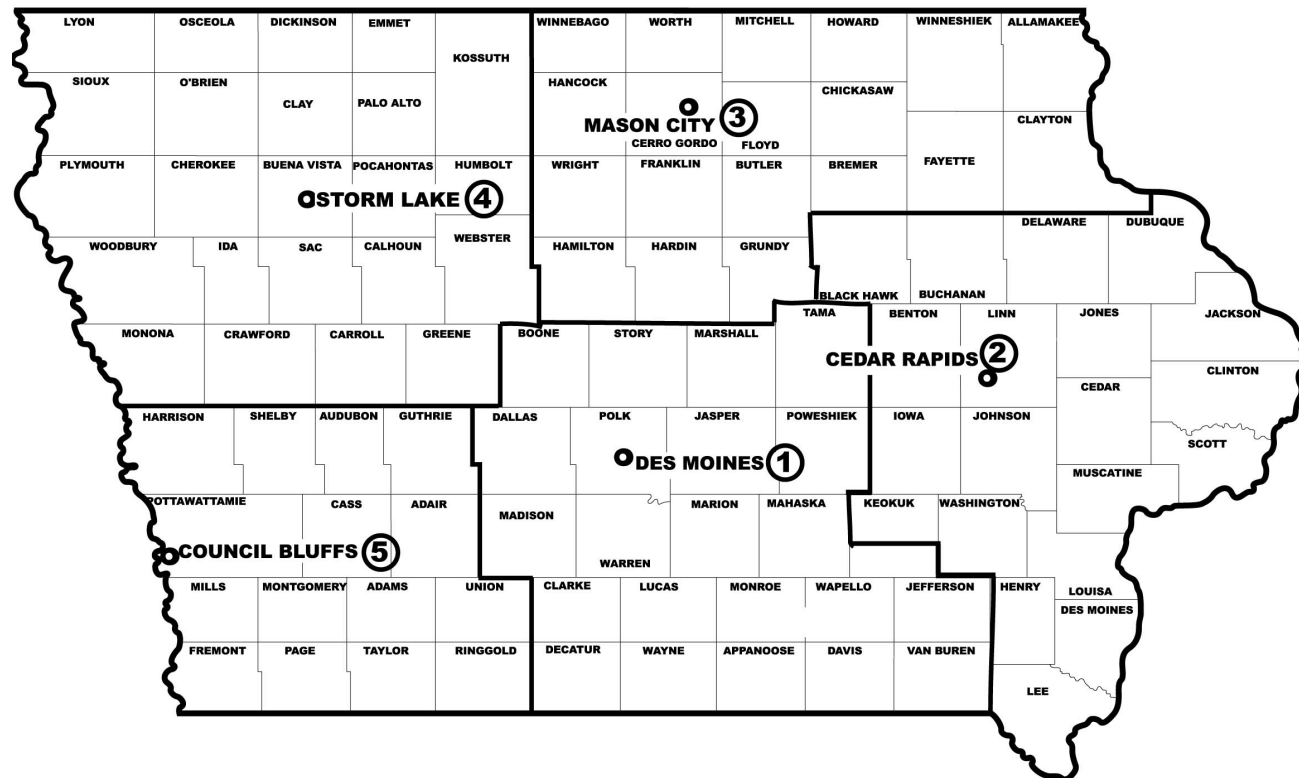 LYON OSCEOLA DICKINSON EMMET WINNEBAGO WORTH MITCHELL HOWARD WINNESHIEK ALLAMAKEE
KOSSUTH
SIOUX O'BRIEN HANCOCK
CLAY PALO ALTO CHICKASAW
MASON CITY 3 CLAYTON
CERRO GORDO FLOYD
PLYMOUTH CHEROKEE BUENA VISTA POCAHONTAS HUMBOLT WRIGHT FRANKLIN BUTLER BREMER FAYETTE
STORM LAKE 4
DELAWARE DUBUQUE
WEBSTER
WOODBURY IDA SAC CALHOUN HAMILTON HARDIN GRUNDY
BLACK HAWK BUCHANAN
TAMA BENTON LINN JONES JACKSON
MONONA CRAWFORD CARROLL GREENE BOONE STORY MARSHALL
CEDAR RAPIDS 2
CLINTON
CEDAR
HARRISON SHELBY AUDUBON GUTHRIE DALLAS POLK JASPER POWESHIEK IOWA JOHNSON
SCOTT
DES MOINES 1
MUSCATINE
POTTAWATTAMIE CASS ADAIR MARION MAHASKA KEOKUK WASHINGTON
MADISON
COUNCIL BLUFFS 5
WARREN
MILLS MONTGOMERY ADAMS UNION CLARKE LUCAS MONROE WAPELLO JEFFERSON HENRY
LOUISA
DES MOINES
FREMONT PAGE TAYLOR RINGGOLD DECATUR WAYNE APPANOOSE DAVIS VAN BUREN
LEE